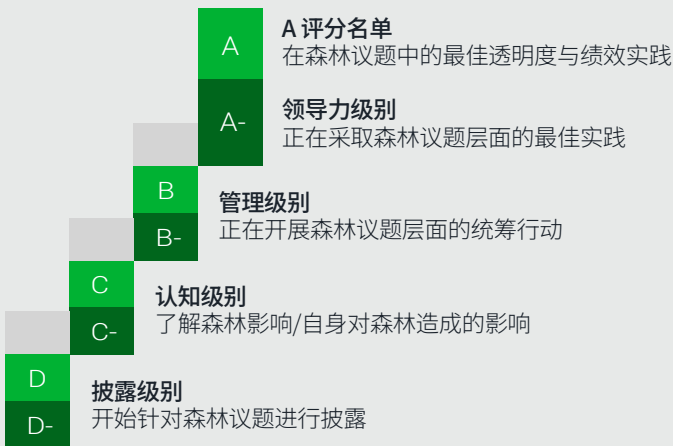 A
A 评分名单
在森林议题中的最佳透明度与绩效实践
A-
领导力级别
正在采取森林议题层面的最佳实践
B
管理级别
B-
正在开展森林议题层面的统筹行动
C
认知级别
C-
了解森林影响/自身对森林造成的影响
D
披露级别
D-
开始针对森林议题进行披露